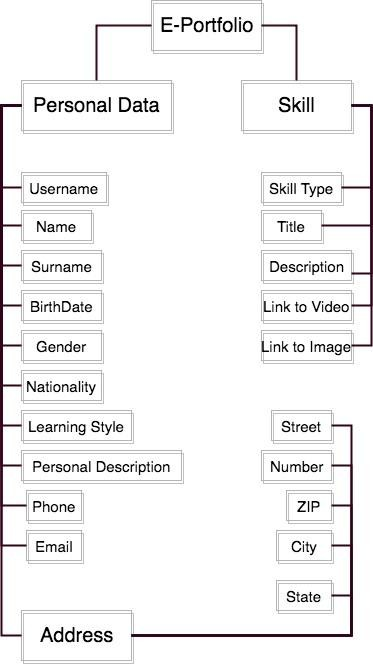 E-Portfolio
Personal Data
Skill
Username
Skill Type
Name
Title
Surname
Description
BirthDate
Link to Video
Gender
Link to Image
Nationality
Learning Style
Street
Personal Description
Number
Phone
ZIP
Email
City
State
Address